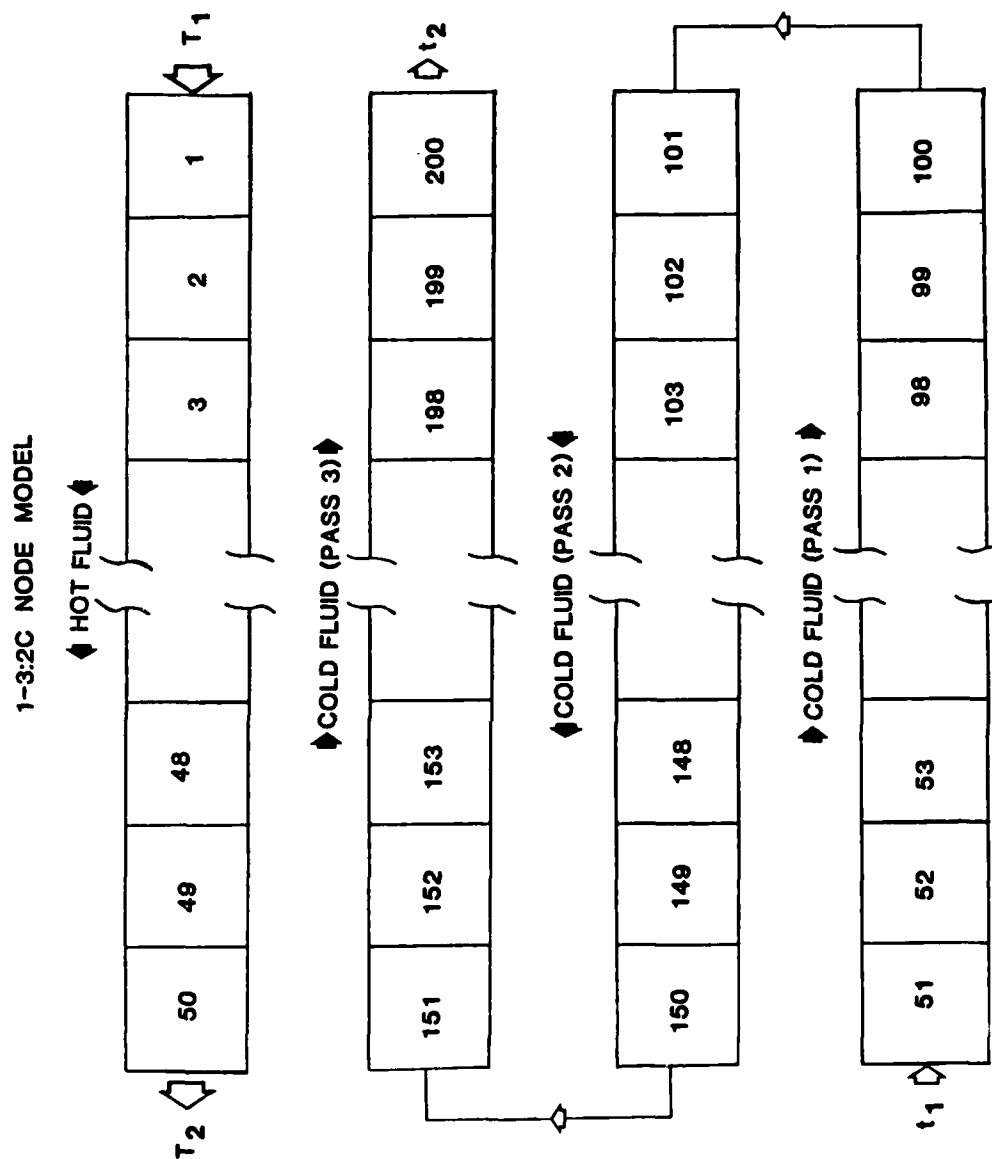 1-3:2C NODE MODEL
HOT FLUID
T2 50 49 48 3 2 1 T1
COLD FLUID (PASS 3)
151 152 153 198 199 200 t2
COLD FLUID (PASS 2)
150 149 148 103 102 101
COLD FLUID (PASS 1)
t1 51 52 53 98 99 100